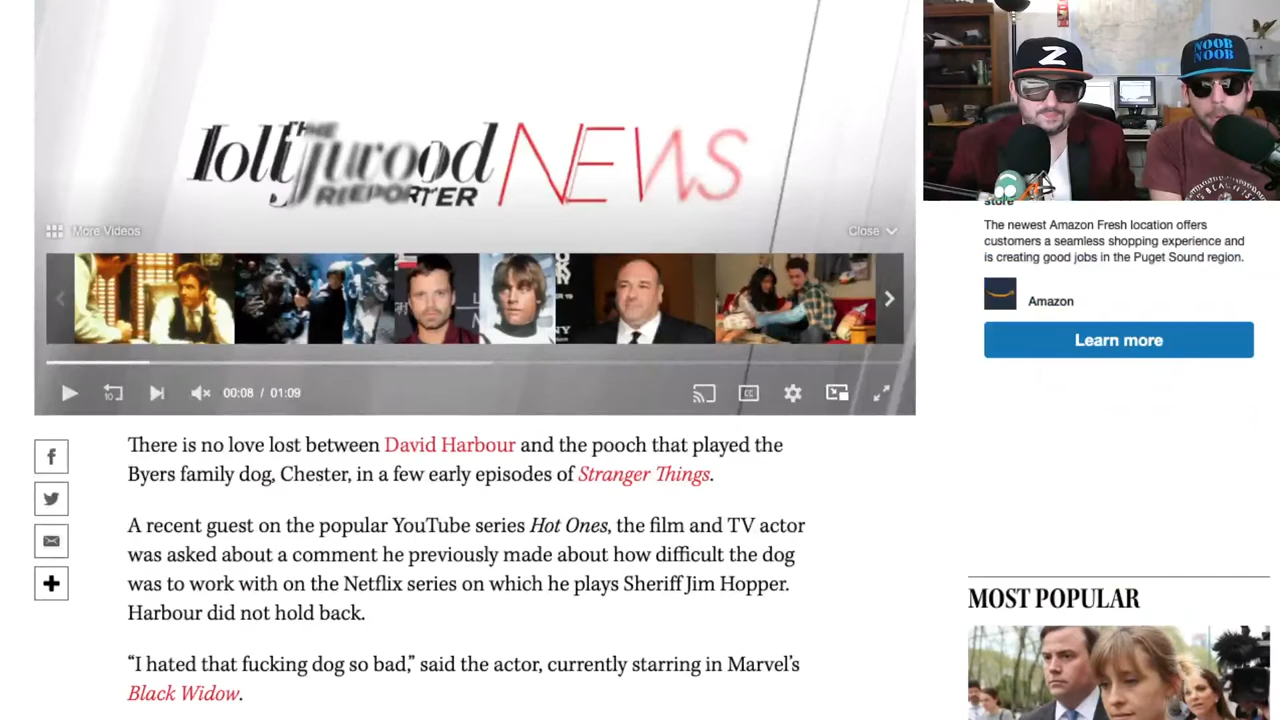 THE
Hollywood
REPORTER
NEWS
Z
NOOB
NOOB
More Videos
Close
00:08 / 01:09
10
CC
store
The newest Amazon Fresh location offers
customers a seamless shopping experience and
is creating good jobs in the Puget Sound region.
Amazon
Learn more
There is no love lost between David Harbour and the pooch that played the
Byers family dog, Chester, in a few early episodes of Stranger Things.
A recent guest on the popular YouTube series Hot Ones, the film and TV actor
was asked about a comment he previously made about how difficult the dog
was to work with on the Netflix series on which he plays Sheriff Jim Hopper.
Harbour did not hold back.
“I hated that fucking dog so bad,” said the actor, currently starring in Marvel’s
Black Widow.
MOST POPULAR